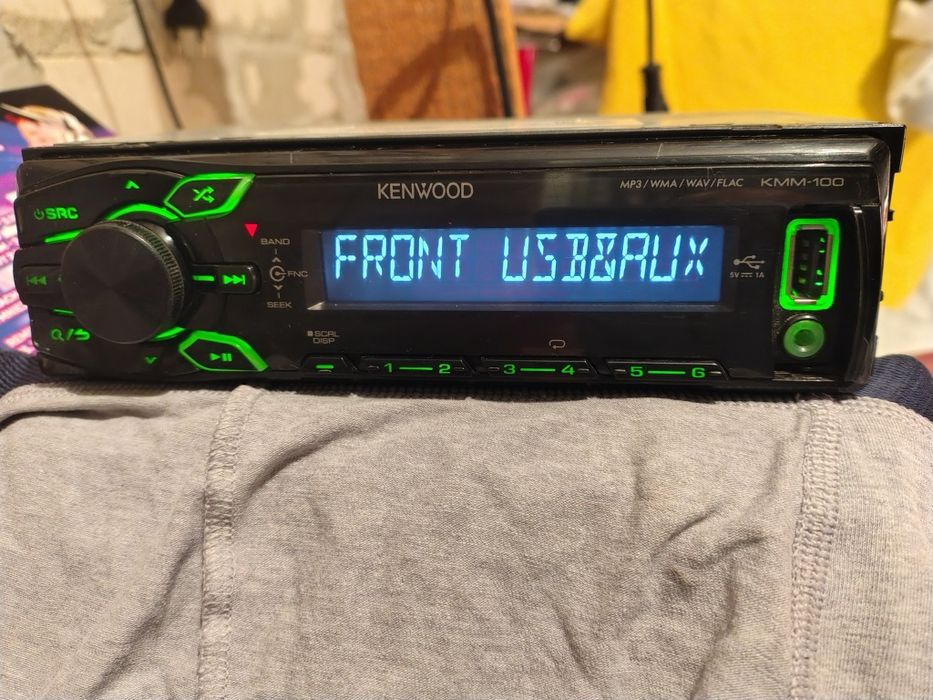 KENWOOD
MP3/WMA/WAV/FLAC KMM-100
SRC
BAND
FNC
SEEK
FRONT USB&AUX
5V 1A
SCRL
DISP
1 2 3 4 5 6